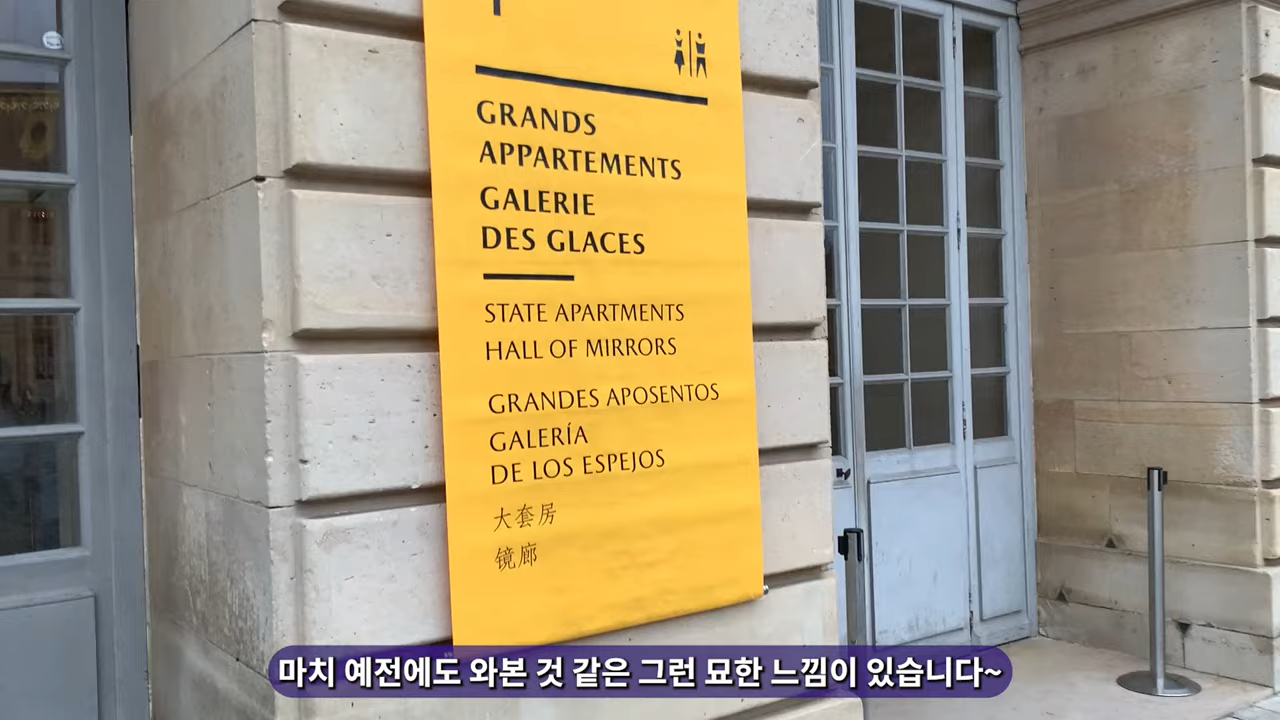 GRANDS
APPARTEMENTS
GALERIE
DES GLACES
STATE APARTMENTS
HALL OF MIRRORS
GRANDES APOSENTOS
GALERÍA
DE LOS ESPEJOS
大套房
镜廊
마치 예전에도 와본 것 같은 그런 묘한 느낌이 있습니다~